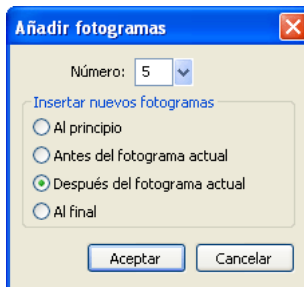 Añadir fotogramas
Número: 5
Insertar nuevos fotogramas
Al principio
Antes del fotograma actual
Después del fotograma actual
Al final
Aceptar Cancelar